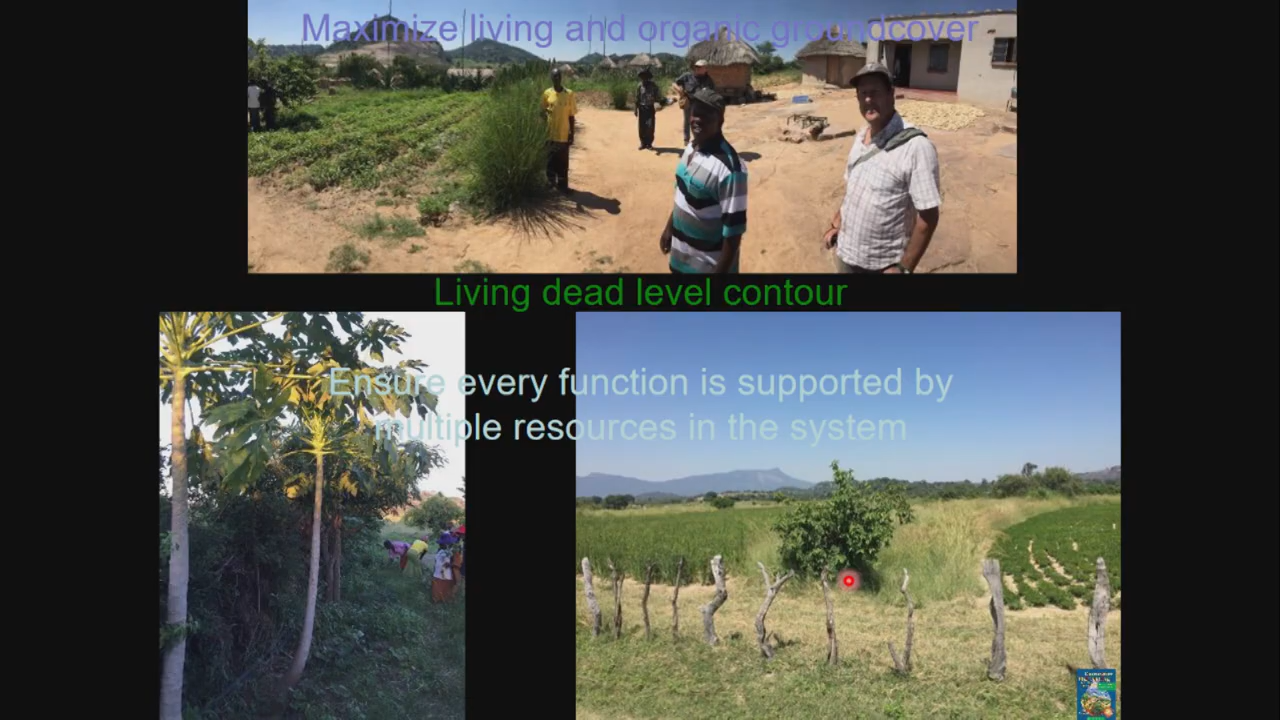 Maximize living and organic groundcover
Living dead level contour
Ensure every function is supported by
multiple resources in the system